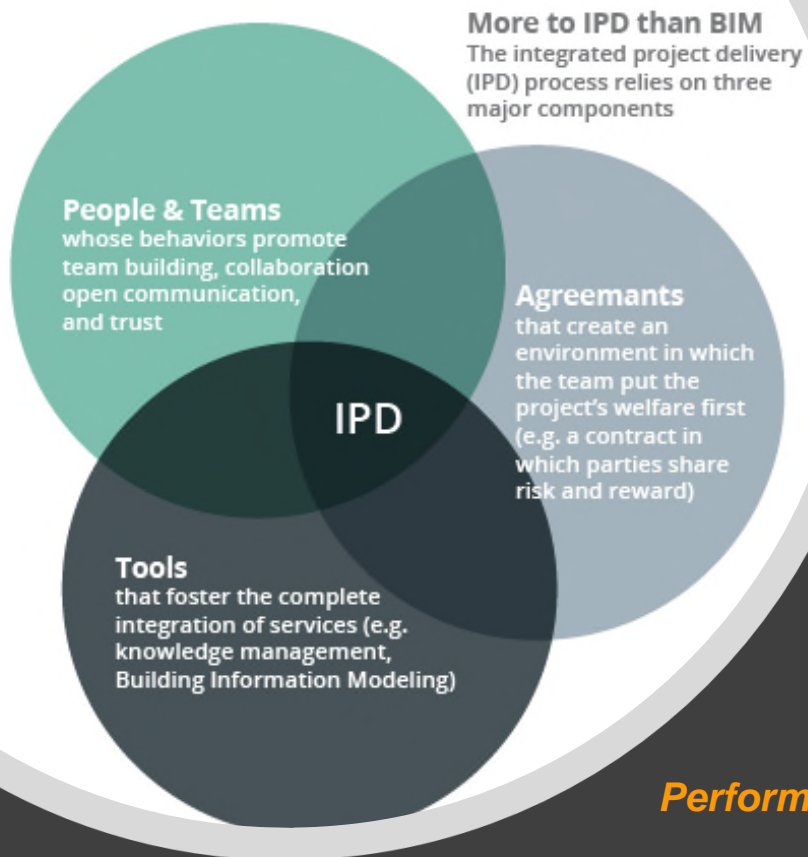 More to IPD than BIM
The integrated project delivery
(IPD) process relies on three
major components
People & Teams
whose behaviors promote
team building, collaboration
open communication,
and trust
Agreemants
that create an
environment in which
the team put the
project's welfare first
(e.g. a contract in
which parties share
risk and reward)
IPD
Tools
that foster the complete
integration of services (e.g.
knowledge management,
Building Information Modeling)
Perform